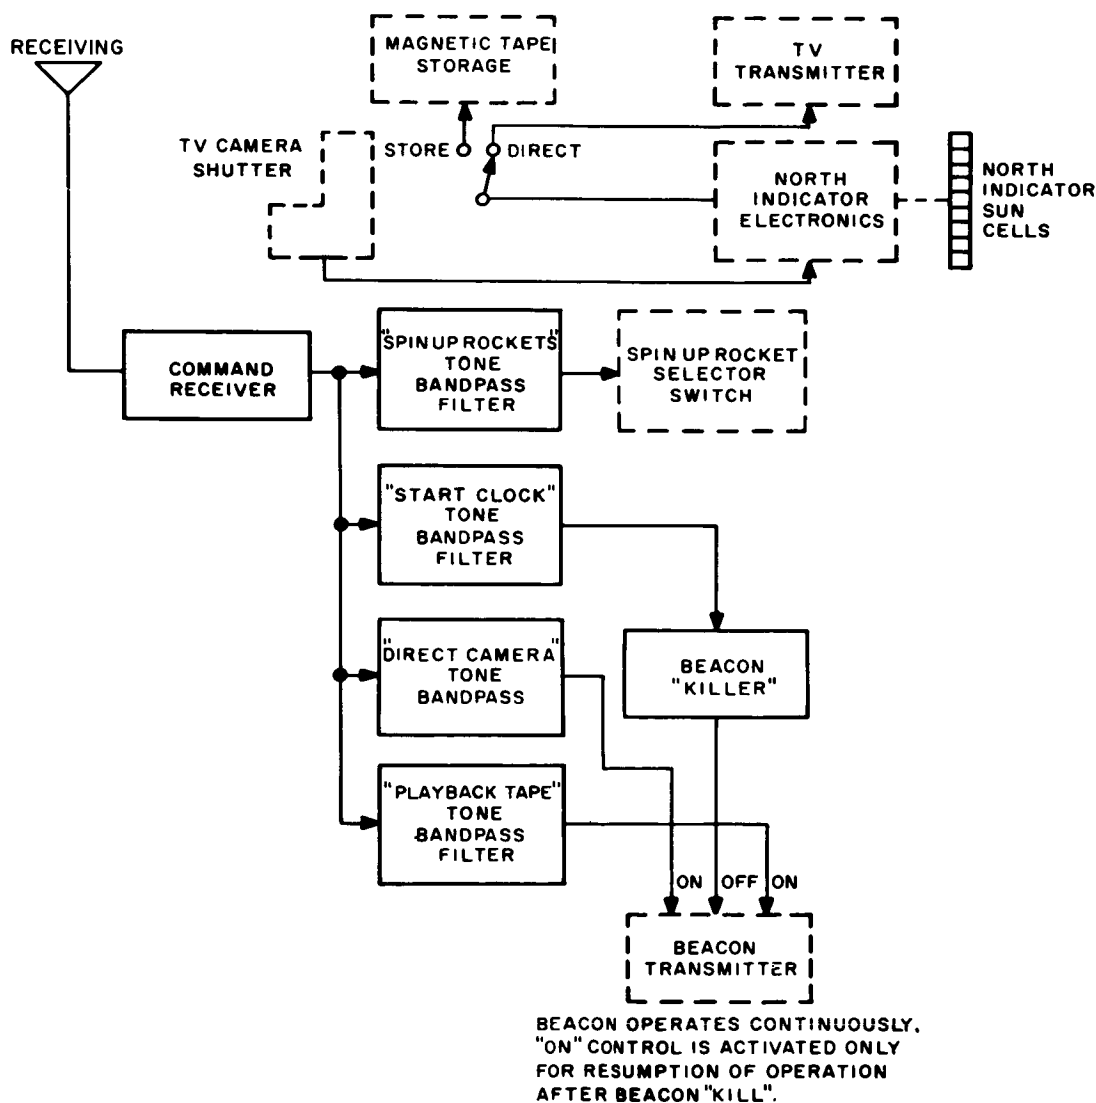 RECEIVING
MAGNETIC TAPE
STORAGE
TV
TRANSMITTER
TV CAMERA
SHUTTER
STORE
DIRECT
NORTH
INDICATOR
ELECTRONICS
NORTH
INDICATOR
SUN
CELLS
COMMAND
RECEIVER
"SPIN UP ROCKETS"
TONE
BANDPASS
FILTER
SPIN UP ROCKET
SELECTOR
SWITCH
"START CLOCK"
TONE
BANDPASS
FILTER
"DIRECT CAMERA"
TONE
BANDPASS
BEACON
"KILLER"
"PLAYBACK TAPE"
TONE
BANDPASS
FILTER
ON
OFF
ON
BEACON
TRANSMITTER
BEACON OPERATES CONTINUOUSLY.
"ON" CONTROL IS ACTIVATED ONLY
FOR RESUMPTION OF OPERATION
AFTER BEACON "KILL".